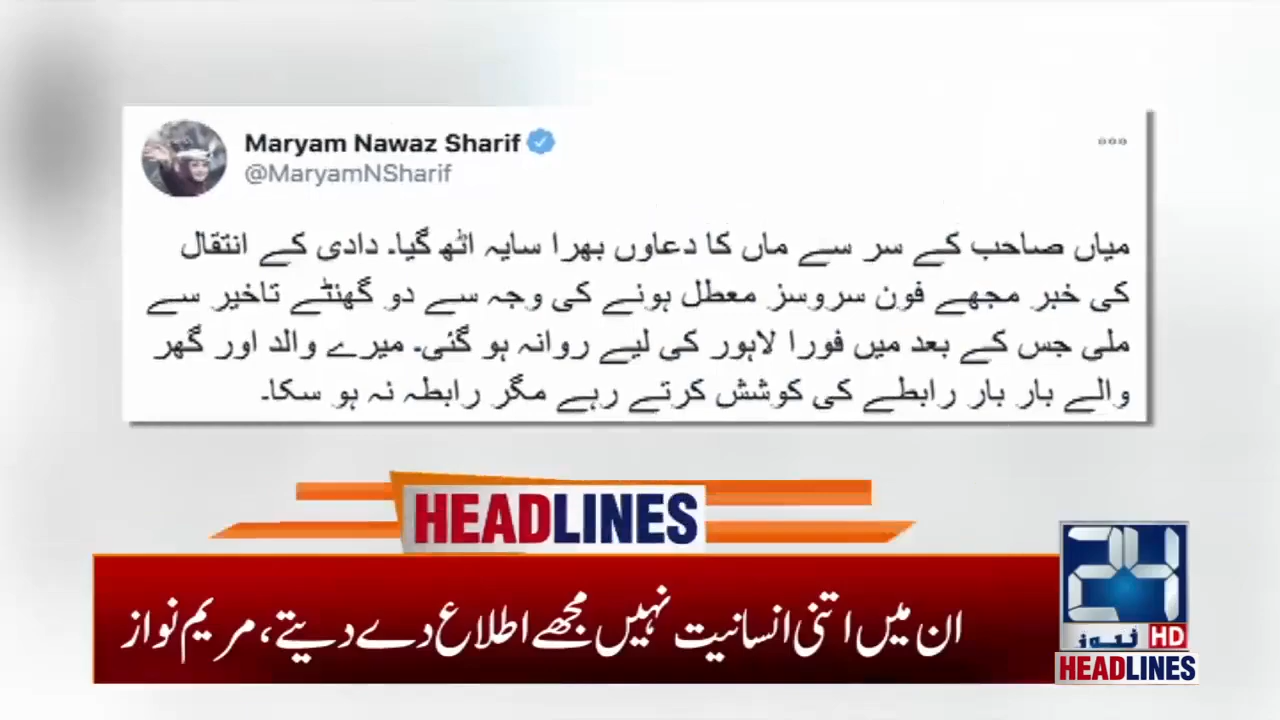 Maryam Nawaz Sharif
@MaryamNSharif
میاں صاحب کے سر سے ماں کا دعاوں بھرا سایہ اٹھ گیا۔ دادی کے انتقال
کی خبر مجھے فون سروسز معطل ہونے کی وجہ سے دو گھنٹے تاخیر سے
ملی جس کے بعد میں فورا لاہور کی لیے روانہ ہو گئی۔ میرے والد اور گھر
والے بار بار رابطے کی کوشش کرتے رہے مگر رابطہ نہ ہو سکا۔
HEADLINES
ان میں اتنی انسانیت نہیں مجھے اطلاع دے دیتے، مریم نواز
24
نیوز HD
HEADLINES